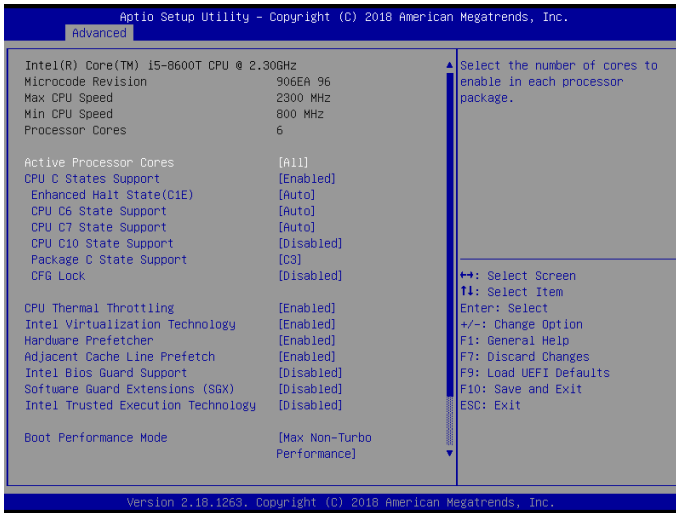 Aptio Setup Utility – Copyright (C) 2018 American Megatrends, Inc.
Advanced
Intel(R) Core(TM) i5-8600T CPU @ 2.30GHz
Microcode Revision 906EA 96
Max CPU Speed 2300 MHz
Min CPU Speed 800 MHz
Processor Cores 6
Active Processor Cores [All]
CPU C States Support [Enabled]
Enhanced Halt State(C1E) [Auto]
CPU C6 State Support [Auto]
CPU C7 State Support [Auto]
CPU C10 State Support [Disabled]
Package C State Support [C3]
CFG Lock [Disabled]
CPU Thermal Throttling [Enabled]
Intel Virtualization Technology [Enabled]
Hardware Prefetcher [Enabled]
Adjacent Cache Line Prefetch [Enabled]
Intel Bios Guard Support [Disabled]
Software Guard Extensions (SGX) [Disabled]
Intel Trusted Execution Technology [Disabled]
Boot Performance Mode [Max Non-Turbo
Performance]
Select the number of cores to
enable in each processor
package.
↔: Select Screen
↑↓: Select Item
Enter: Select
+/-: Change Option
F1: General Help
F7: Discard Changes
F9: Load UEFI Defaults
F10: Save and Exit
ESC: Exit
Version 2.18.1263. Copyright (C) 2018 American Megatrends, Inc.